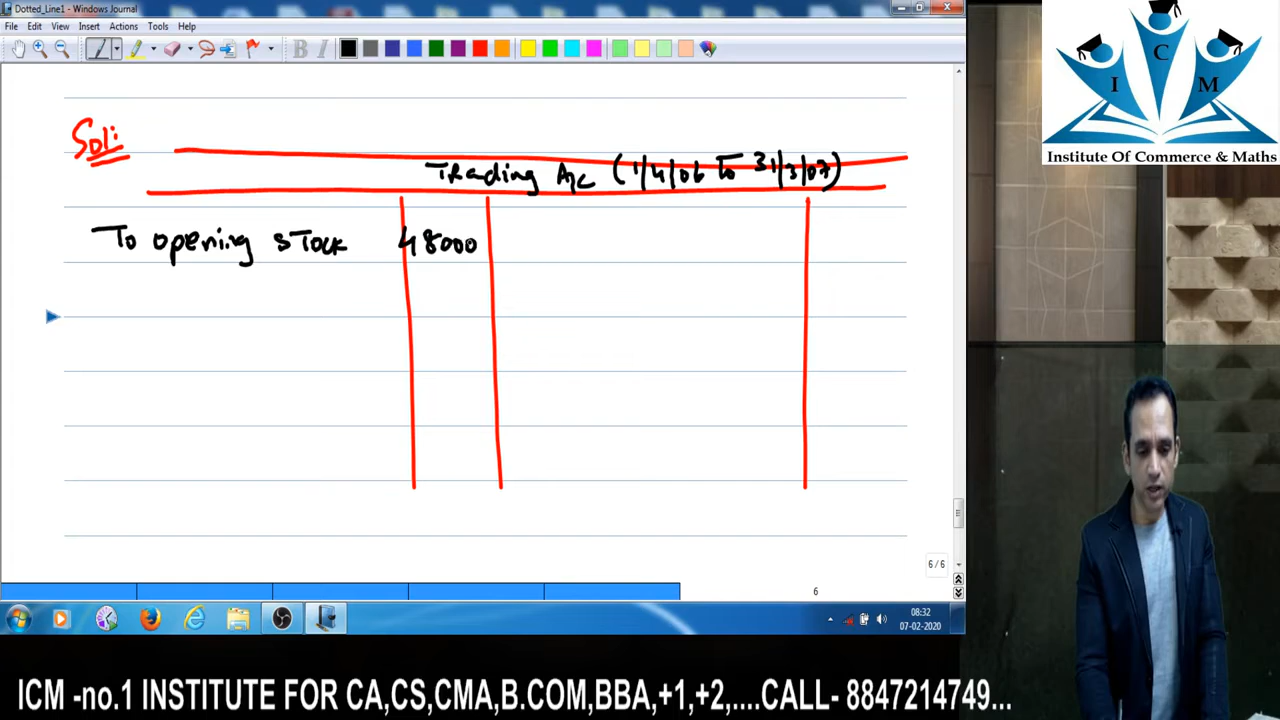 Dotted_Line1 - Windows Journal
File Edit View Insert Actions Tools Help
B I
Sol:
Trading A/c (1/4/06 To 31/3/07)
To opening stock 48000
6/6
6
08:32
07-02-2020
I C M
Institute Of Commerce & Maths
ICM -no.1 INSTITUTE FOR CA,CS,CMA,B.COM,BBA,+1,+2,....CALL- 8847214749...